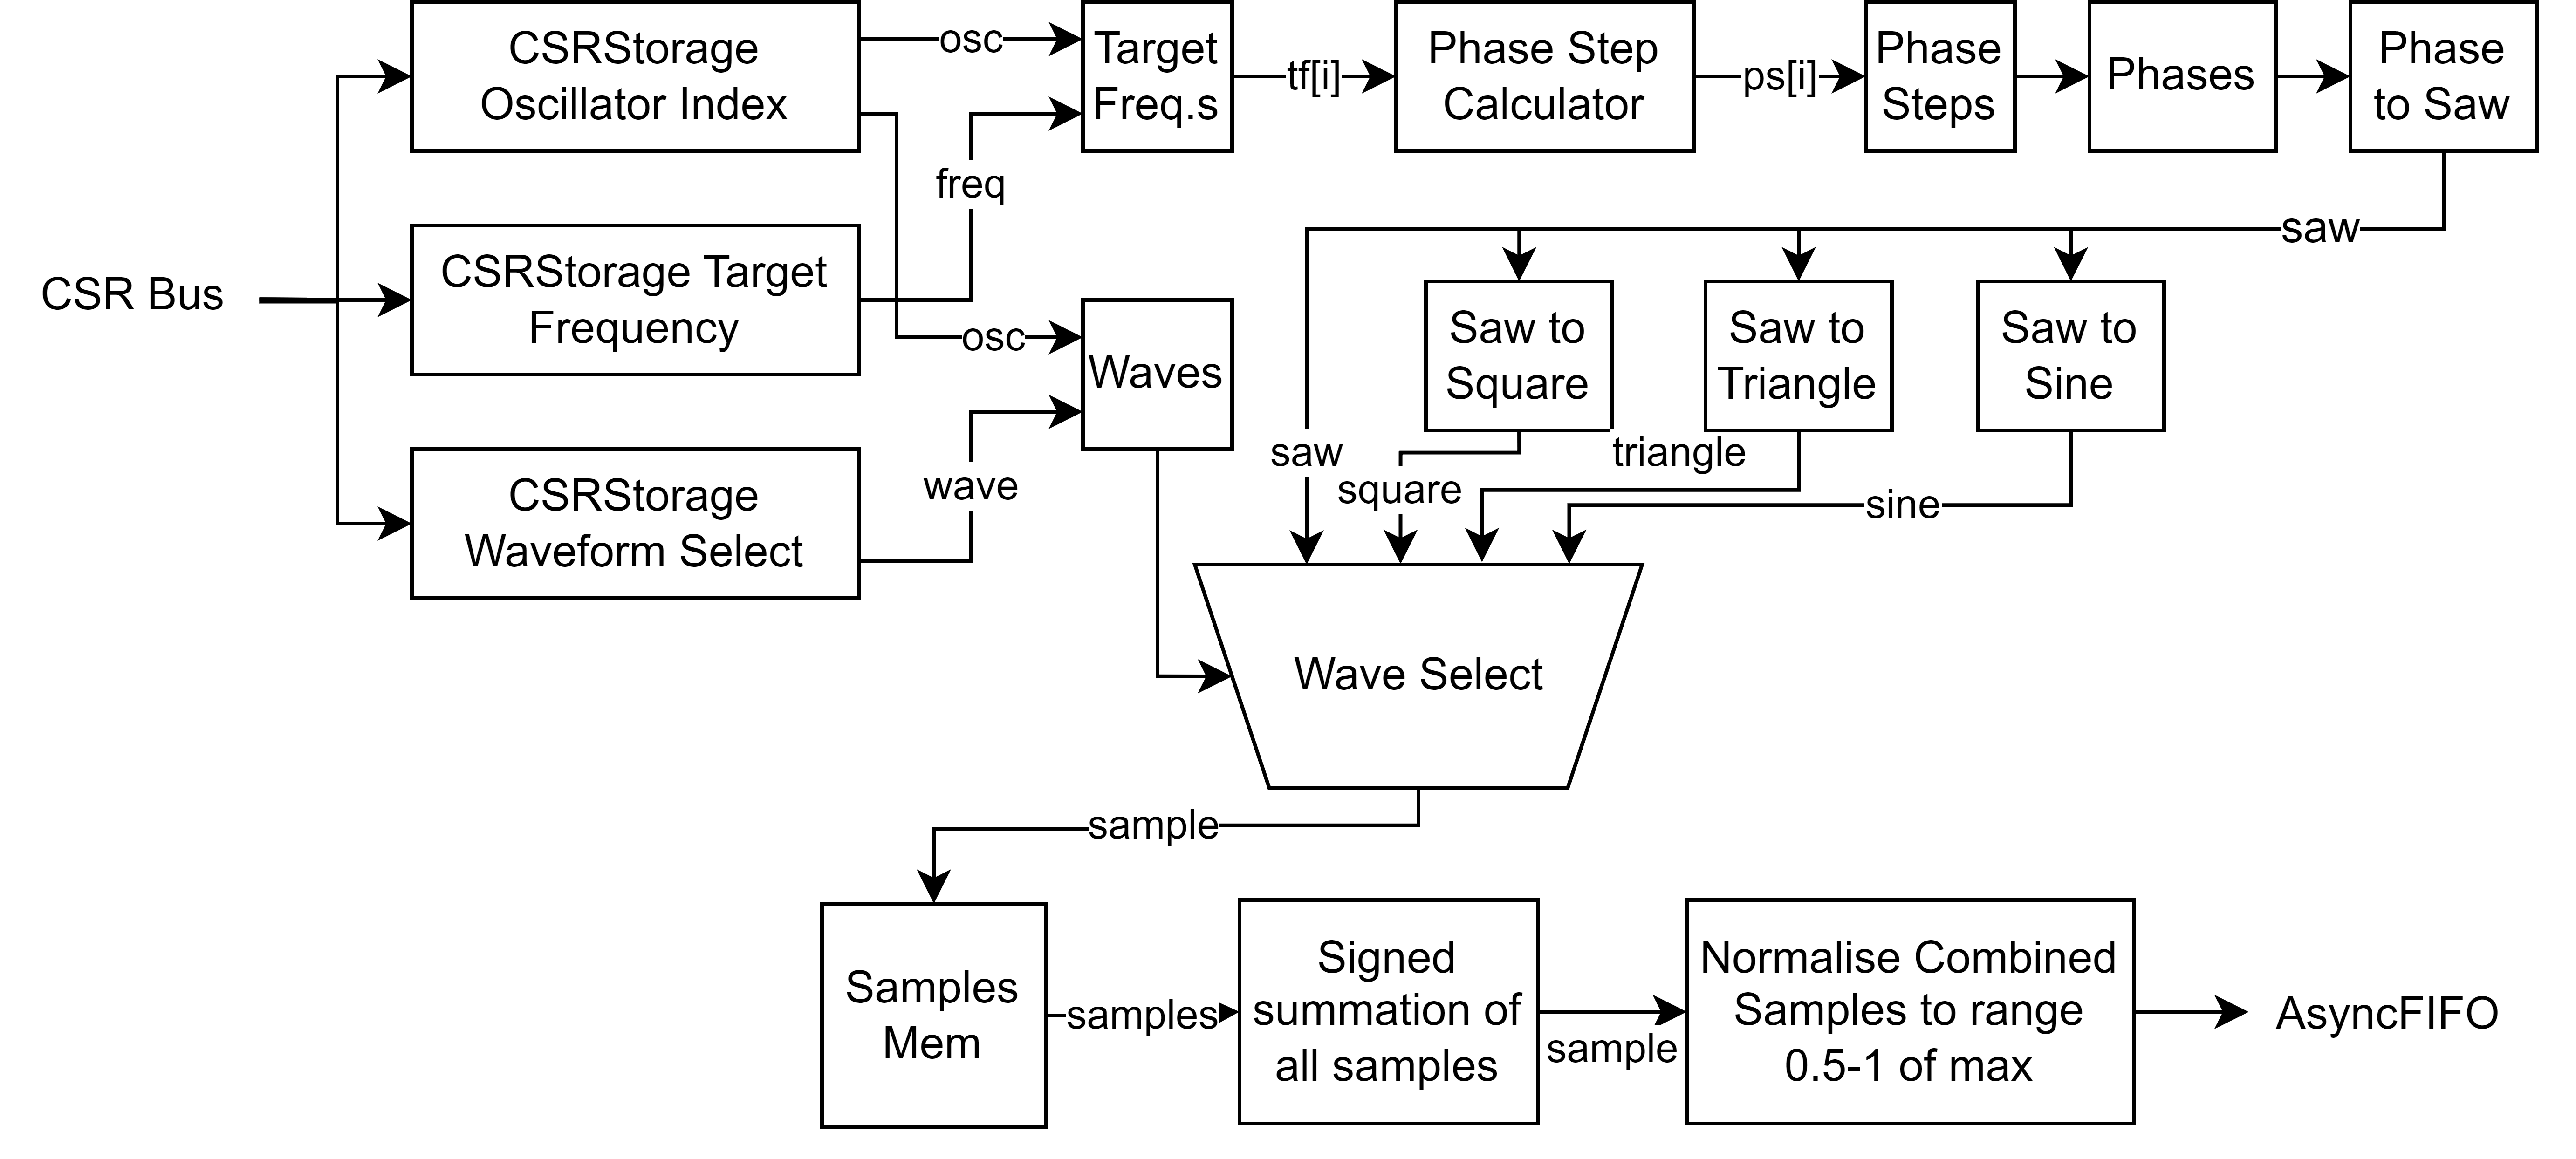 CSRStorage
Oscillator Index
osc
Target
Freq.s
tf[i]
Phase Step
Calculator
ps[i]
Phase
Steps
Phases
Phase
to Saw
freq
saw
CSR Bus
CSRStorage Target
Frequency
osc
Waves
Saw to
Square
Saw to
Triangle
Saw to
Sine
CSRStorage
Waveform Select
wave
saw
square
triangle
sine
Wave Select
sample
Samples
Mem
samples
Signed
summation of
all samples
sample
Normalise Combined
Samples to range
0.5-1 of max
AsyncFIFO